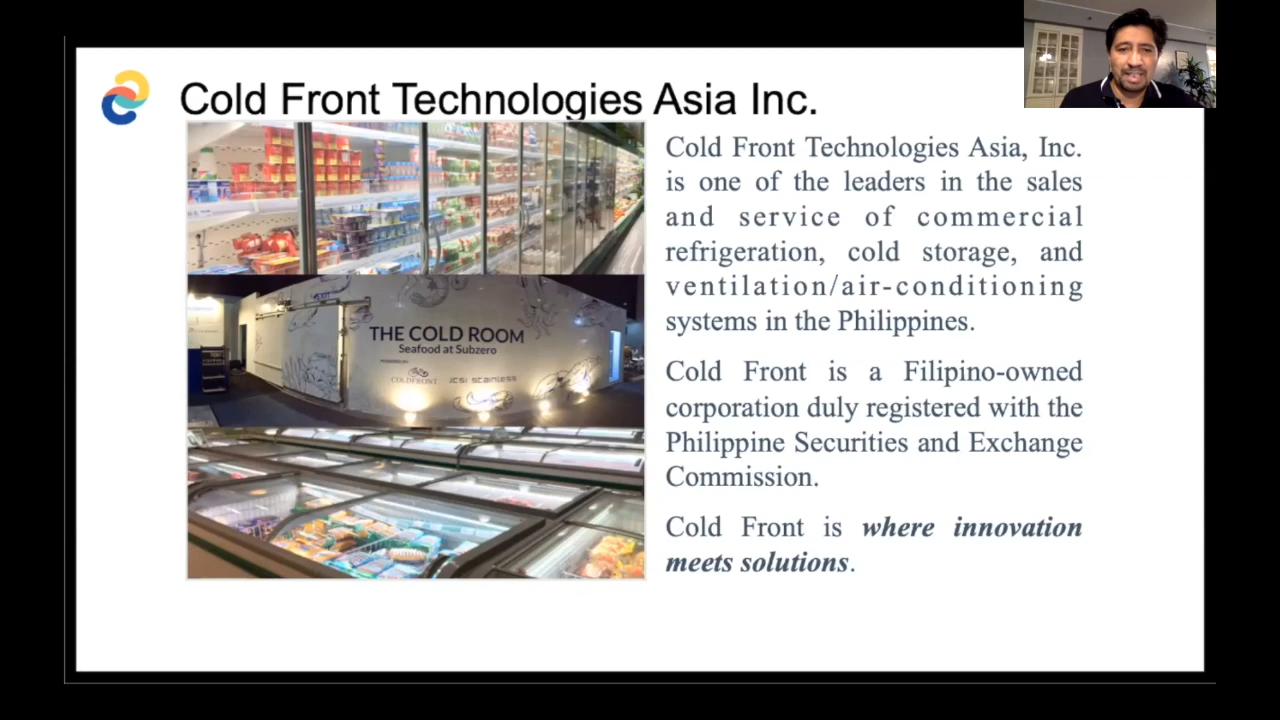 Cold Front Technologies Asia Inc.
Cold Front Technologies Asia, Inc.
is one of the leaders in the sales
and service of commercial
refrigeration, cold storage, and
ventilation/air-conditioning
systems in the Philippines.
Cold Front is a Filipino-owned
corporation duly registered with the
Philippine Securities and Exchange
Commission.
Cold Front is where innovation
meets solutions.
THE COLD ROOM
Seafood at Subzero
POWERED BY:
COLDFRONT JCSI STAINLESS